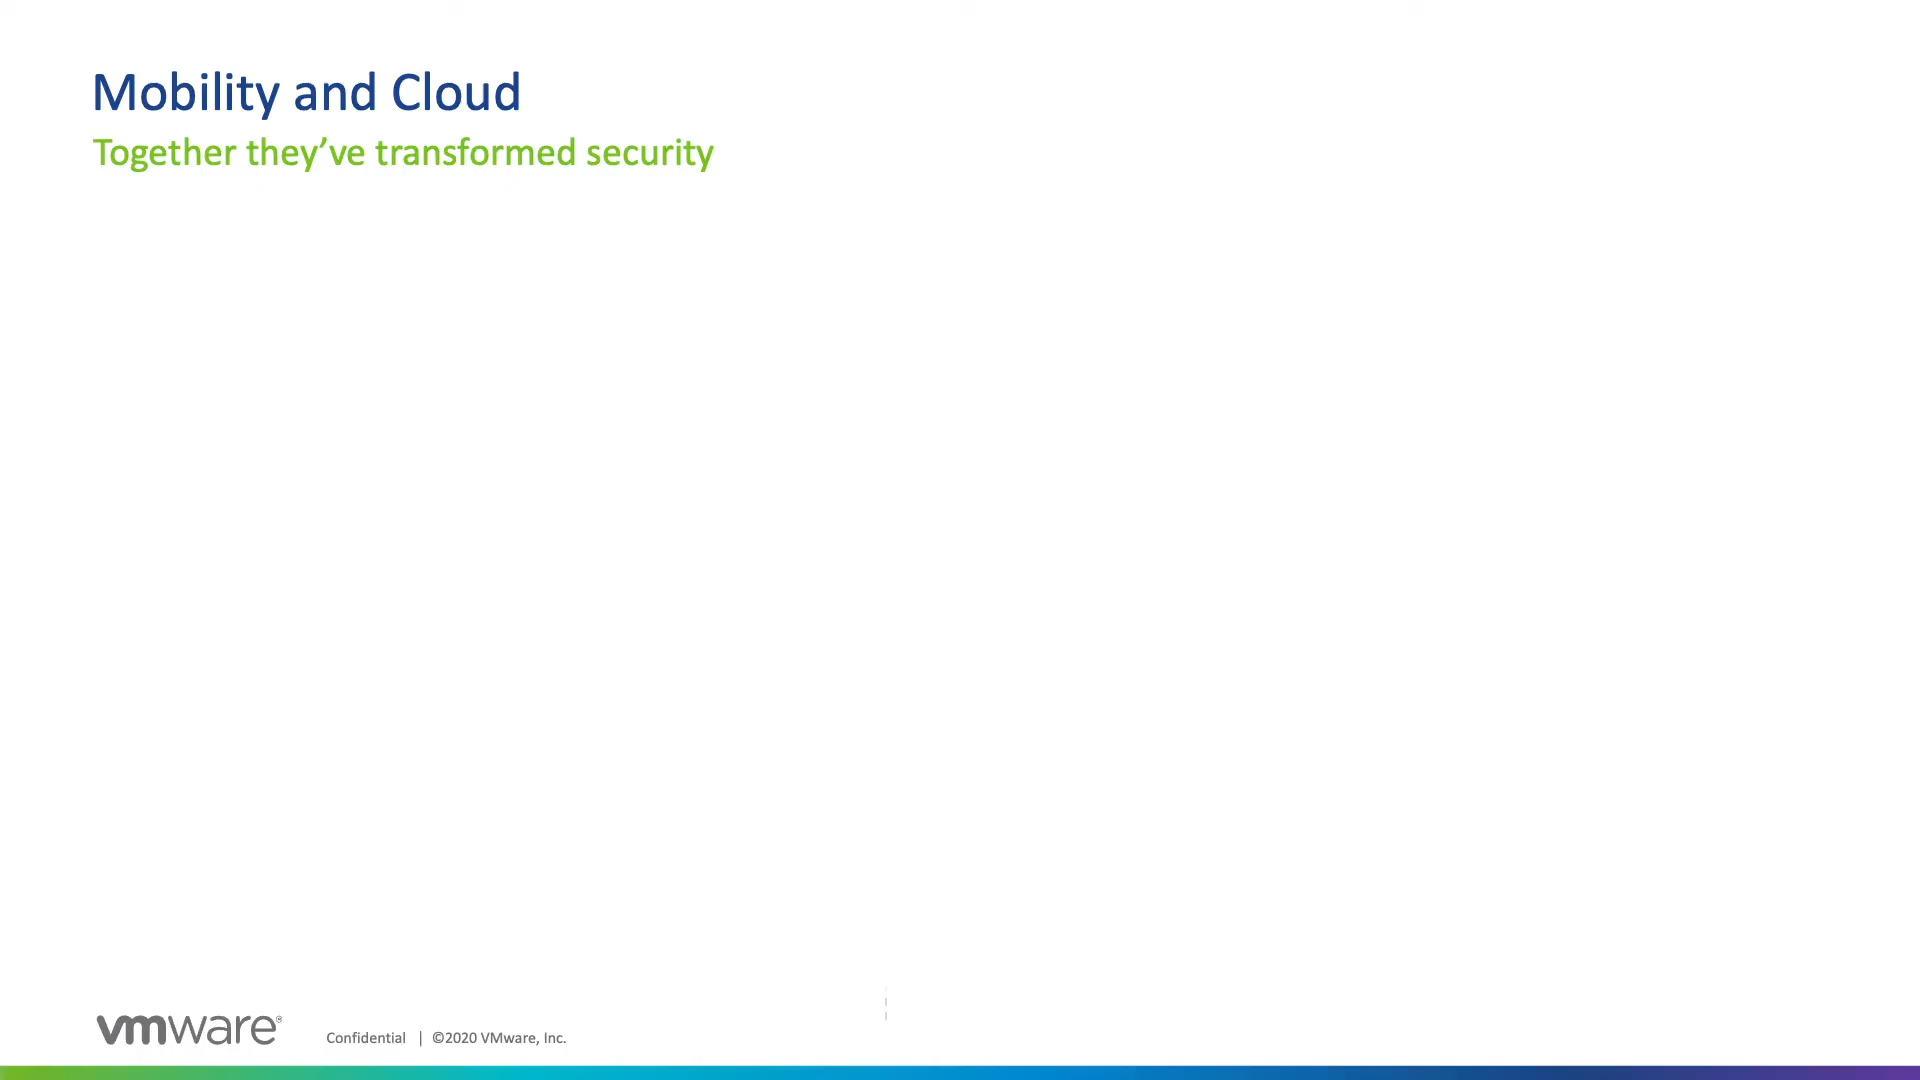 Mobility and Cloud
Together they’ve transformed security
vmware®
Confidential | ©2020 VMware, Inc.